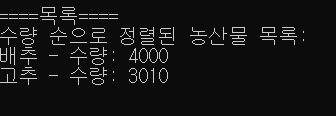 ====목록====
수량 순으로 정렬된 농산물 목록:
배추 - 수량: 4000
고추 - 수량: 3010